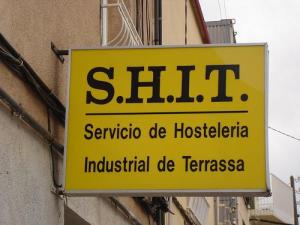 S.H.I.T.
Servicio de Hosteleria
Industrial de Terrassa